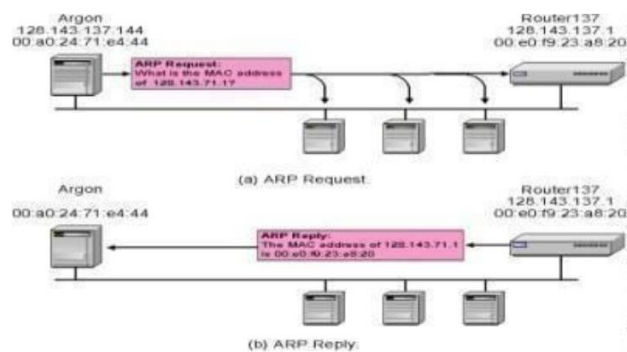 Argon
128.143.137.144
00:a0:24:71:e4:44
Router137
128.143.137.1
00:e0:f9:23:a8:20
ARP Request:
What is the MAC address
of 128.143.71.1?
(a) ARP Request.
Argon
00:a0:24:71:e4:44
Router137
128.143.137.1
00:e0:f9:23:a8:20
ARP Reply:
The MAC address of 128.143.71.1
is 00:e0:f9:23:a8:20
(b) ARP Reply.